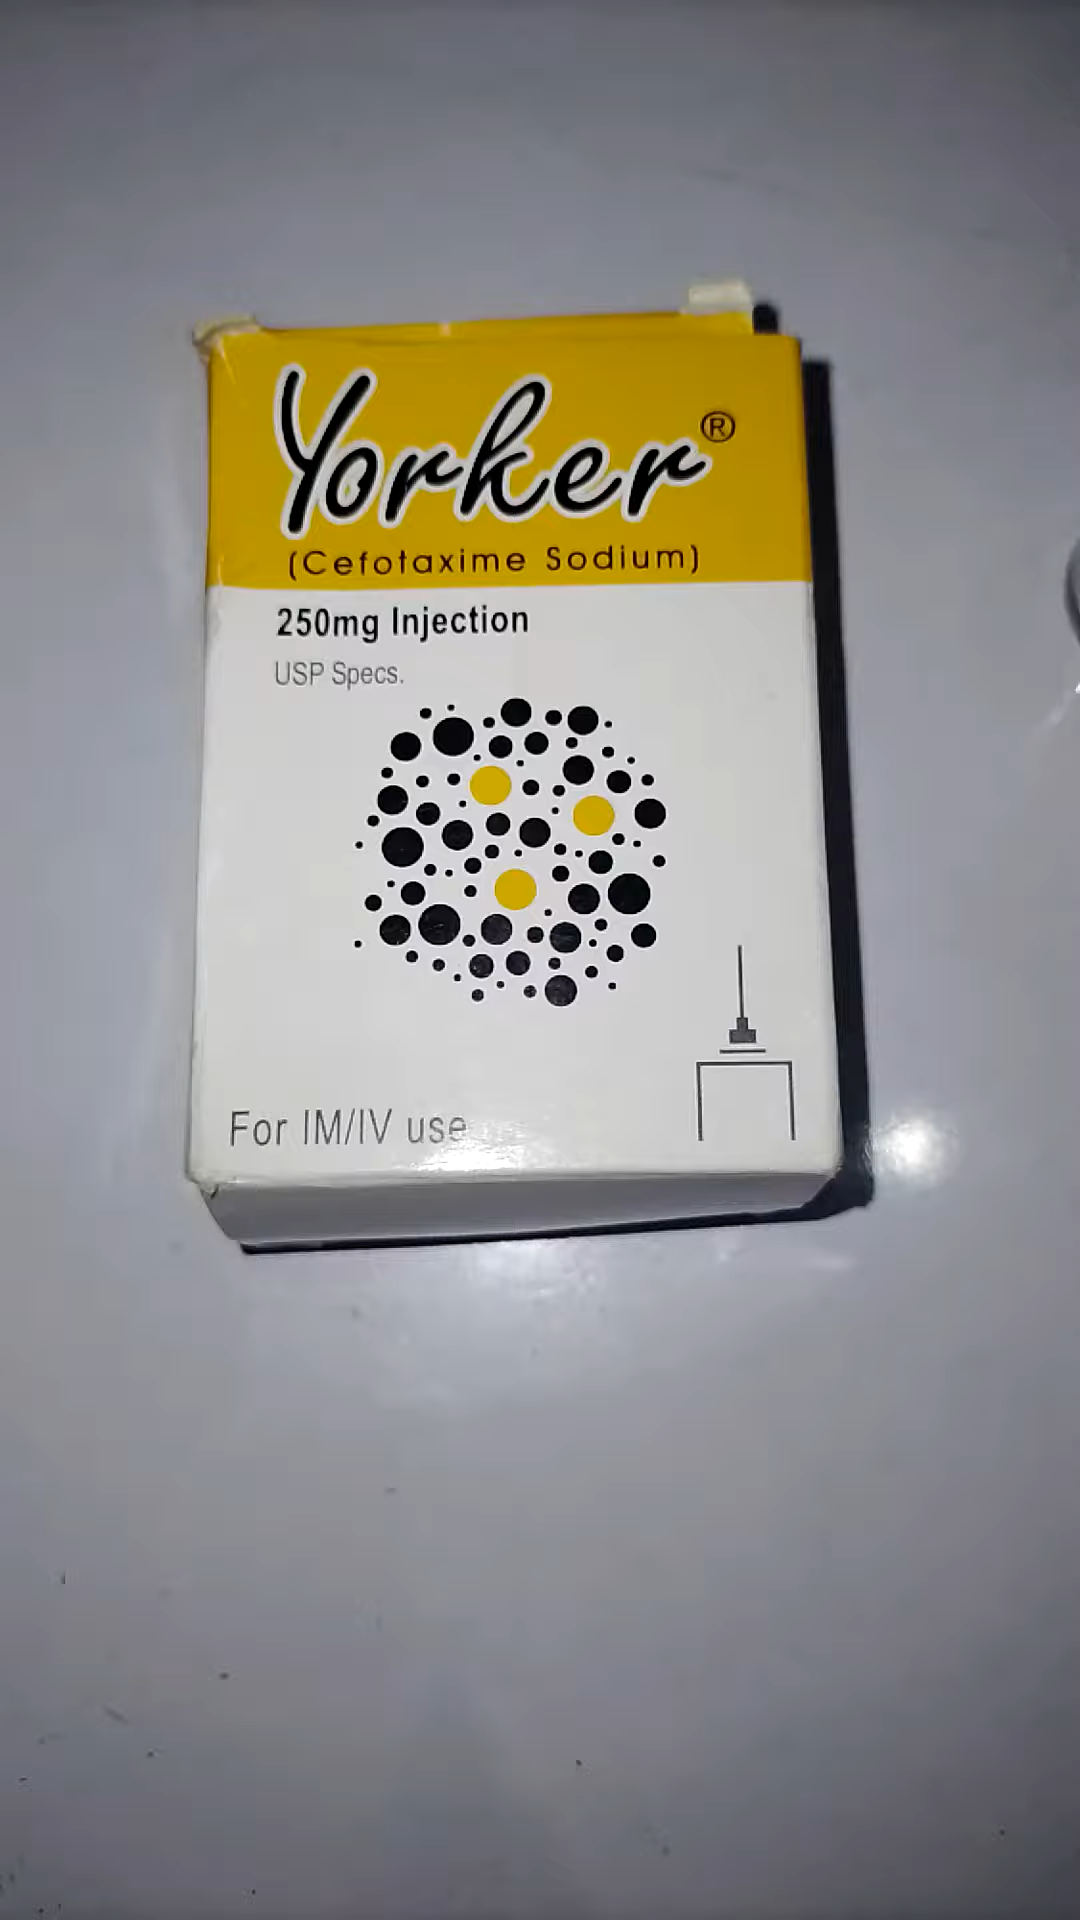 Yorker®
(Cefotaxime Sodium)
250mg Injection
USP Specs.
For IM/IV use